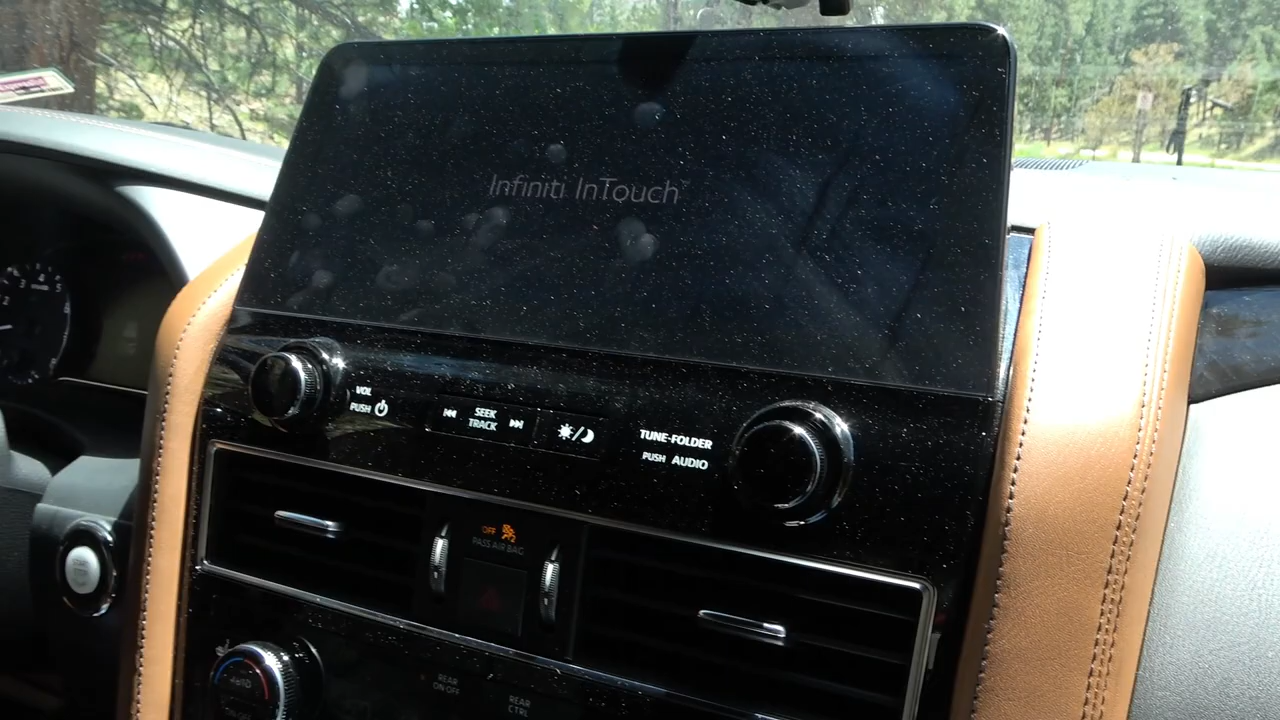 Infiniti InTouch
VOL
PUSH
SEEK
TRACK
TUNE-FOLDER
PUSH AUDIO
OFF
PASS AIR BAG
REAR
ON·OFF
REAR
CTRL